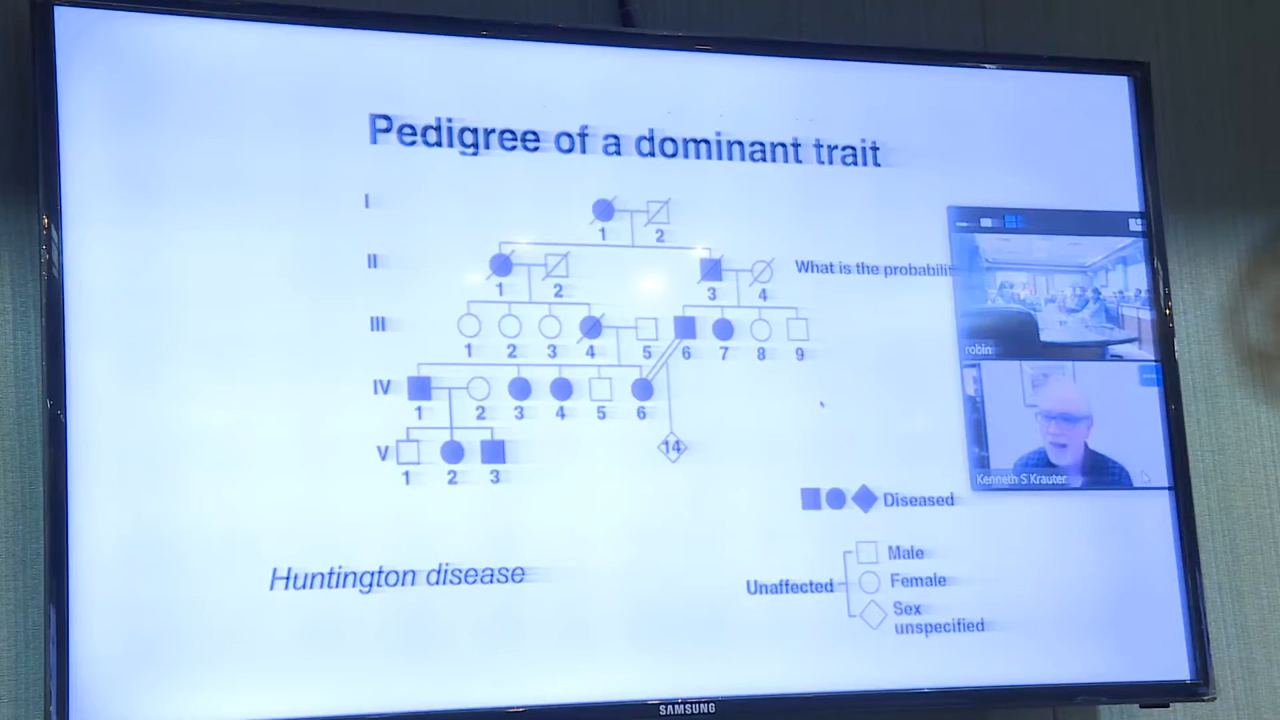 Pedigree of a dominant trait
I
1 2
II
1 2 3 4
What is the
III
1 2 3 4 5 6 7 8 9
IV
1 2 3 4 5 6
V
14
1 2 3
Diseased
Huntington disease
Unaffected
Male
Female
Sex
unspecified
robin
Kenneth S Krauter
SAMSUNG